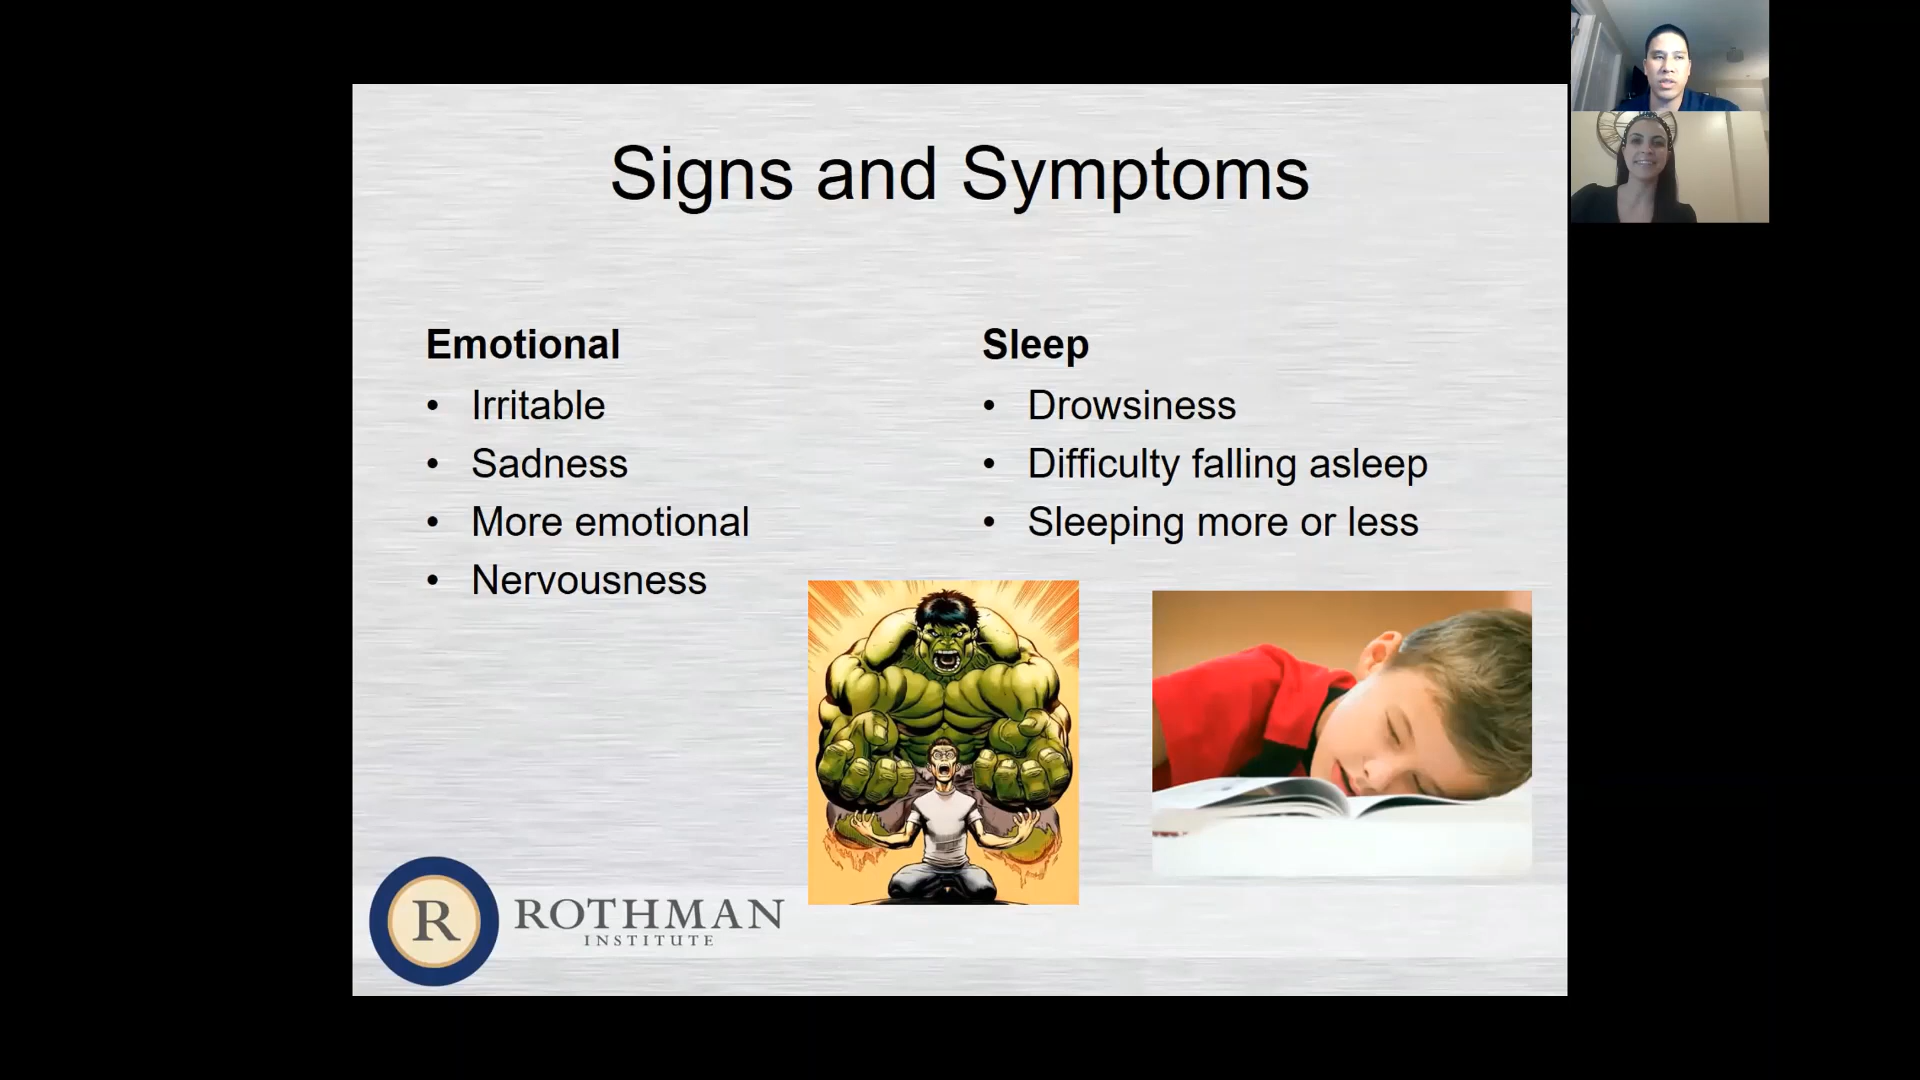 Signs and Symptoms
Emotional
• Irritable
• Sadness
• More emotional
• Nervousness
Sleep
• Drowsiness
• Difficulty falling asleep
• Sleeping more or less
R
ROTHMAN
INSTITUTE